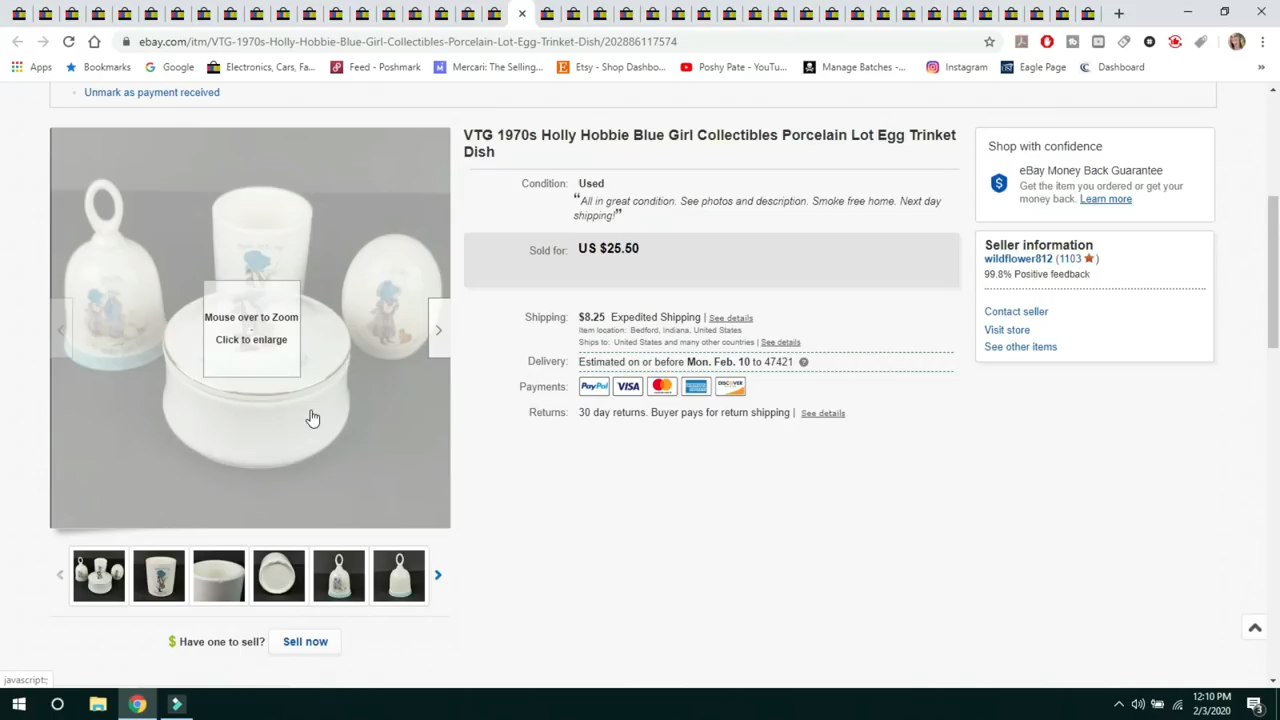 ebay.com/itm/VTG-1970s-Holly-Hobbie-Blue-Girl-Collectibles-Porcelain-Lot-Egg-Trinket-Dish/202886117574
Apps Bookmarks Google Electronics, Cars, Fa... Feed - Poshmark Mercari: The Selling... Etsy - Shop Dashbo... Poshy Pate - YouTu... Manage Batches -... Instagram Eagle Page Dashboard »
Unmark as payment received
VTG 1970s Holly Hobbie Blue Girl Collectibles Porcelain Lot Egg Trinket
Dish
Condition: Used
“All in great condition. See photos and description. Smoke free home. Next day
shipping!”
Sold for: US $25.50
Shipping: $8.25 Expedited Shipping | See details
Item location: Bedford, Indiana, United States
Ships to: United States and many other countries | See details
Delivery: Estimated on or before Mon. Feb. 10 to 47421
Payments: PayPal VISA DISCOVER
Returns: 30 day returns. Buyer pays for return shipping | See details
Shop with confidence
eBay Money Back Guarantee
Get the item you ordered or get your
money back. Learn more
Seller information
wildflower812 (1103 ★)
99.8% Positive feedback
Contact seller
Visit store
See other items
Mouse over to Zoom
-
Click to enlarge
Have one to sell? Sell now
javascript:;
12:10 PM
2/3/2020
3